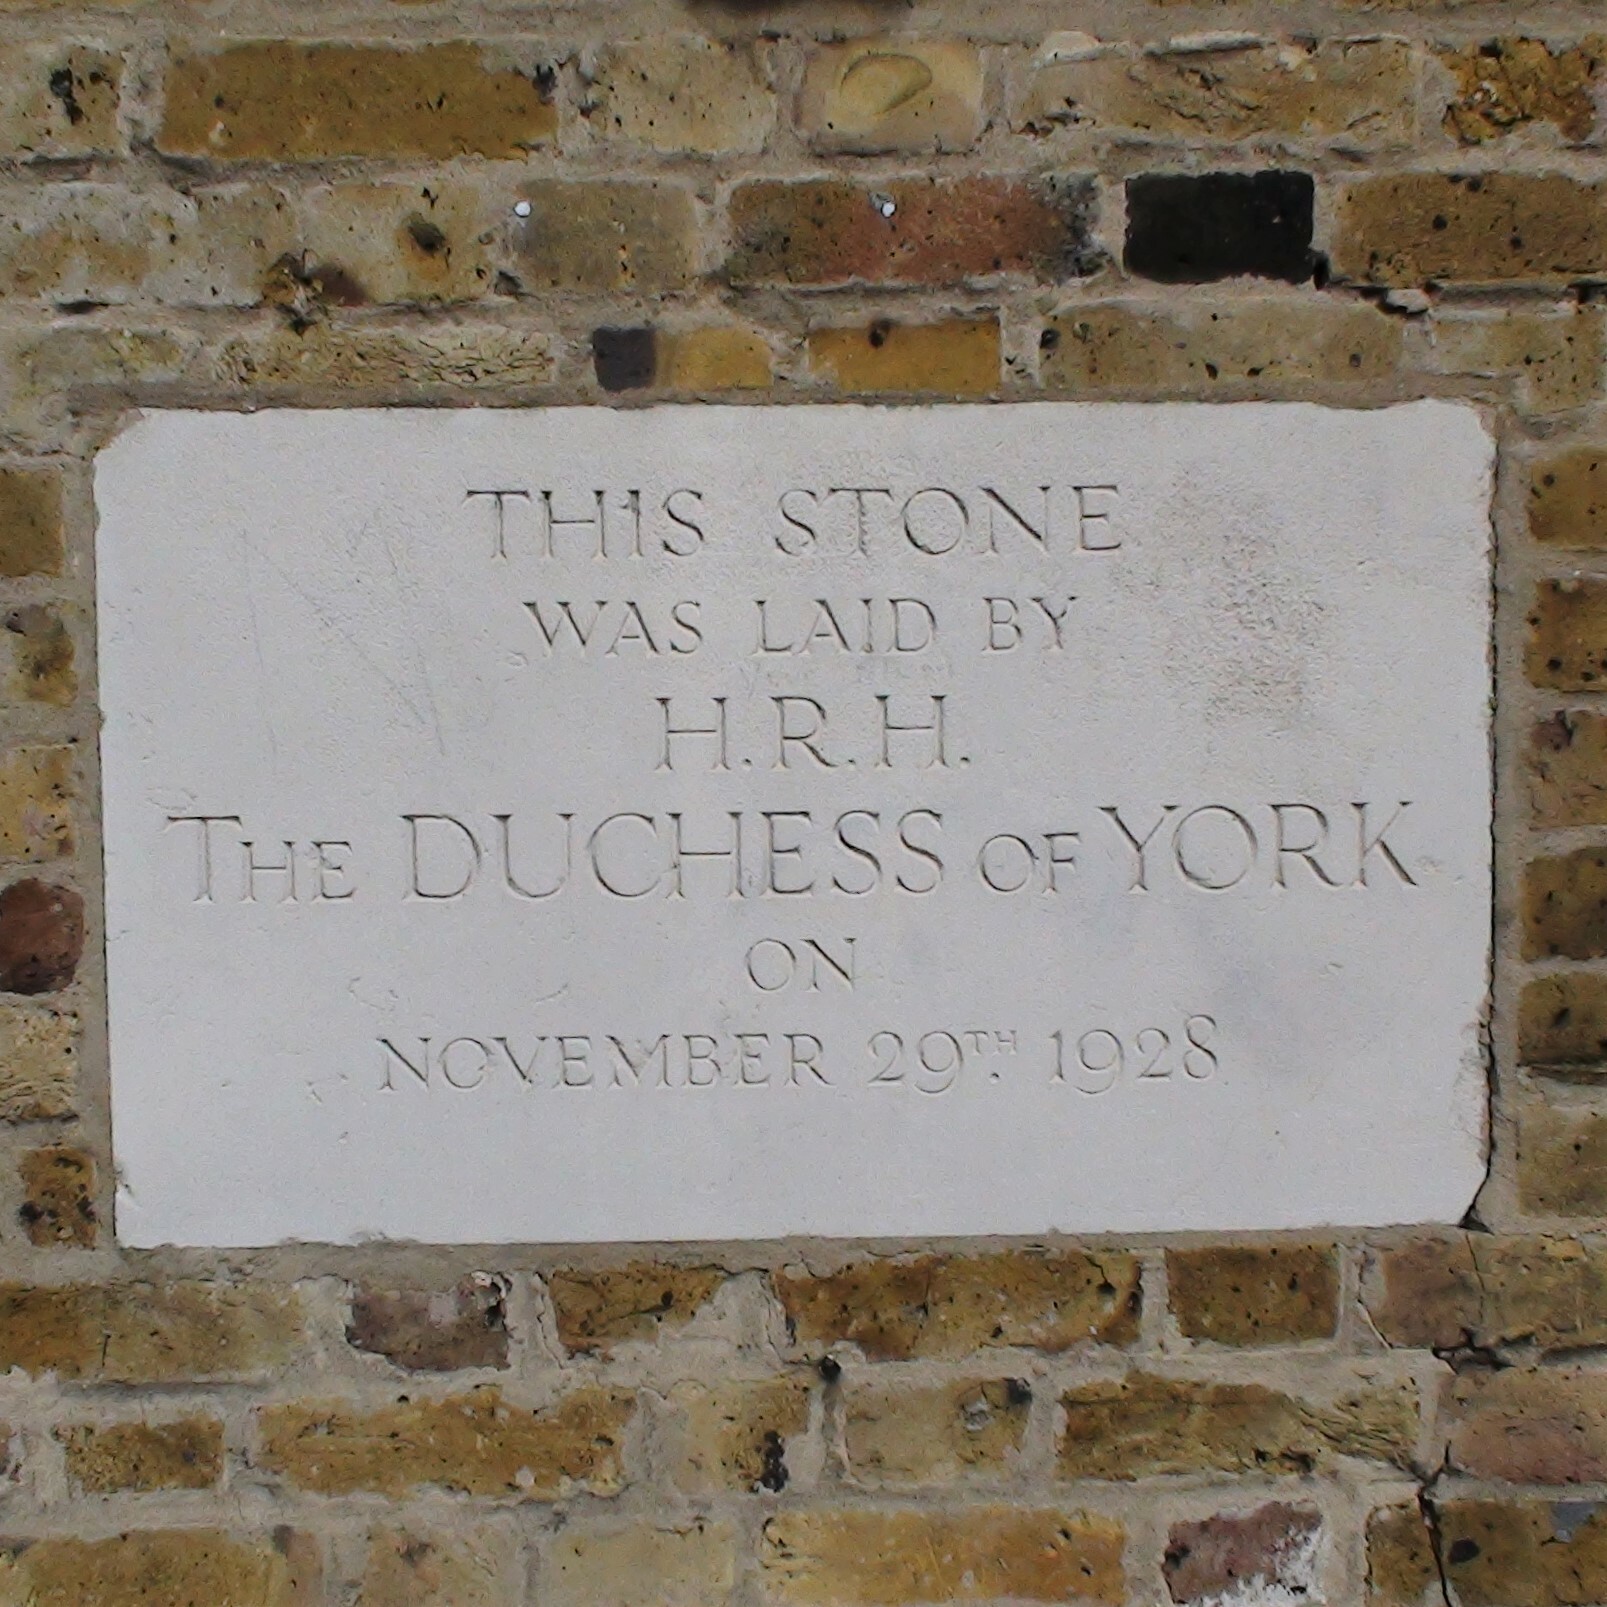 THIS STONE
WAS LAID BY
H.R.H.
THE DUCHESS OF YORK
ON
NOVEMBER 29TH. 1928